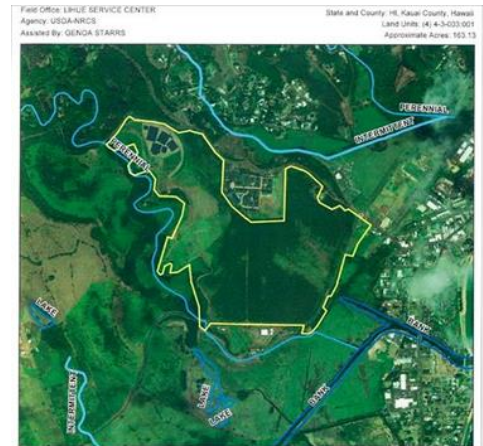 Field Office: LIHUE SERVICE CENTER
Agency: USDA-NRCS
Assisted By: GENOA STARRS
State and County: HI, Kauai County, Hawaii
Land Units: (4) 4-3-033:001
Approximate Acres: 163.13
PERENNIAL
INTERMITTENT
PERENNIAL
LAKE
BANK
INTERMITTENT
LAKE
LAKE
BANK